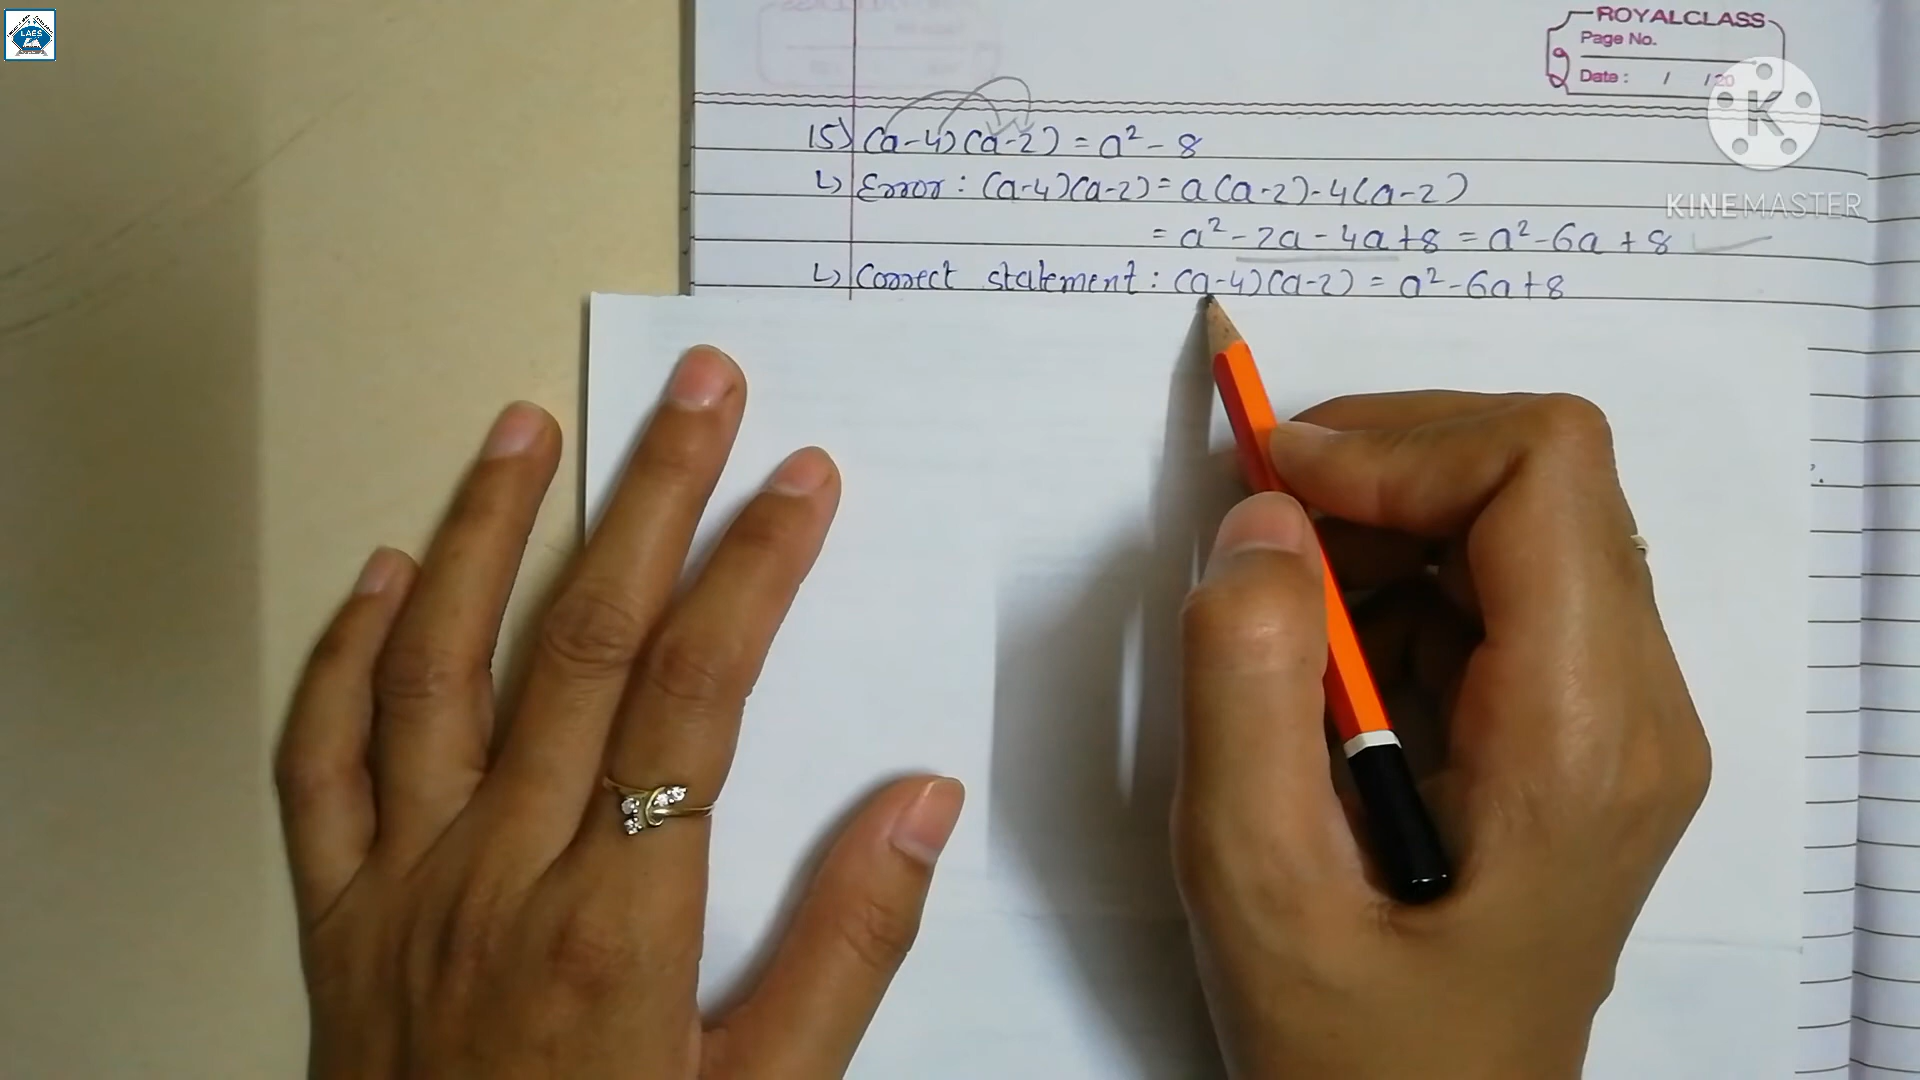 LAES
ROYALCLASS
Page No.
Date : / / 20
K
KINEMASTER
15) (a-4)(a-2) = a² - 8
↳ Error : (a-4)(a-2) = a(a-2)-4(a-2)
= a² - 2a - 4a + 8 = a² - 6a + 8
↳ Correct statement : (a-4)(a-2) = a² - 6a + 8